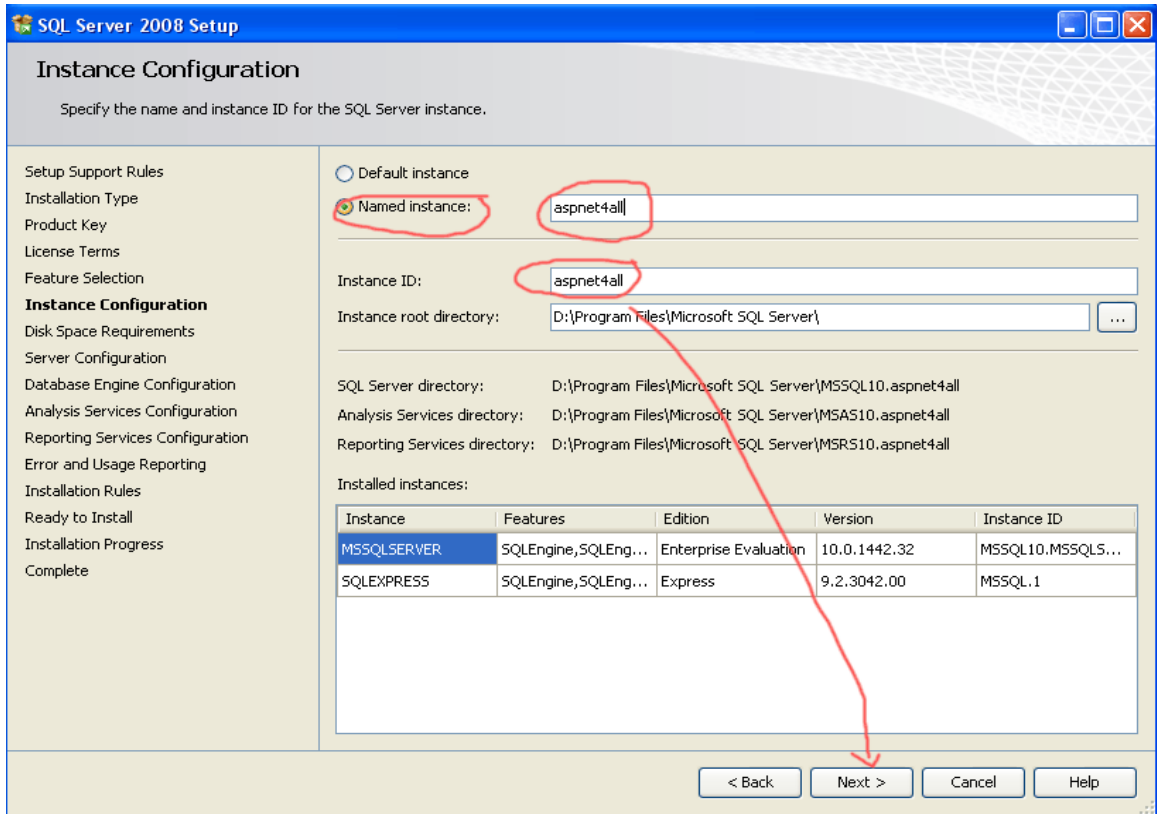 SQL Server 2008 Setup
Instance Configuration
Specify the name and instance ID for the SQL Server instance.
Setup Support Rules
Installation Type
Product Key
License Terms
Feature Selection
Instance Configuration
Disk Space Requirements
Server Configuration
Database Engine Configuration
Analysis Services Configuration
Reporting Services Configuration
Error and Usage Reporting
Installation Rules
Ready to Install
Installation Progress
Complete
Default instance
Named instance: aspnet4all
Instance ID: aspnet4all
Instance root directory: D:\Program Files\Microsoft SQL Server\ ...
SQL Server directory: D:\Program Files\Microsoft SQL Server\MSSQL10.aspnet4all
Analysis Services directory: D:\Program Files\Microsoft SQL Server\MSAS10.aspnet4all
Reporting Services directory: D:\Program Files\Microsoft SQL Server\MSRS10.aspnet4all
Installed instances:
Instance Features Edition Version Instance ID
MSSQLSERVER SQLEngine,SQLEng... Enterprise Evaluation 10.0.1442.32 MSSQL10.MSSQLS...
SQLEXPRESS SQLEngine,SQLEng... Express 9.2.3042.00 MSSQL.1
< Back Next > Cancel Help